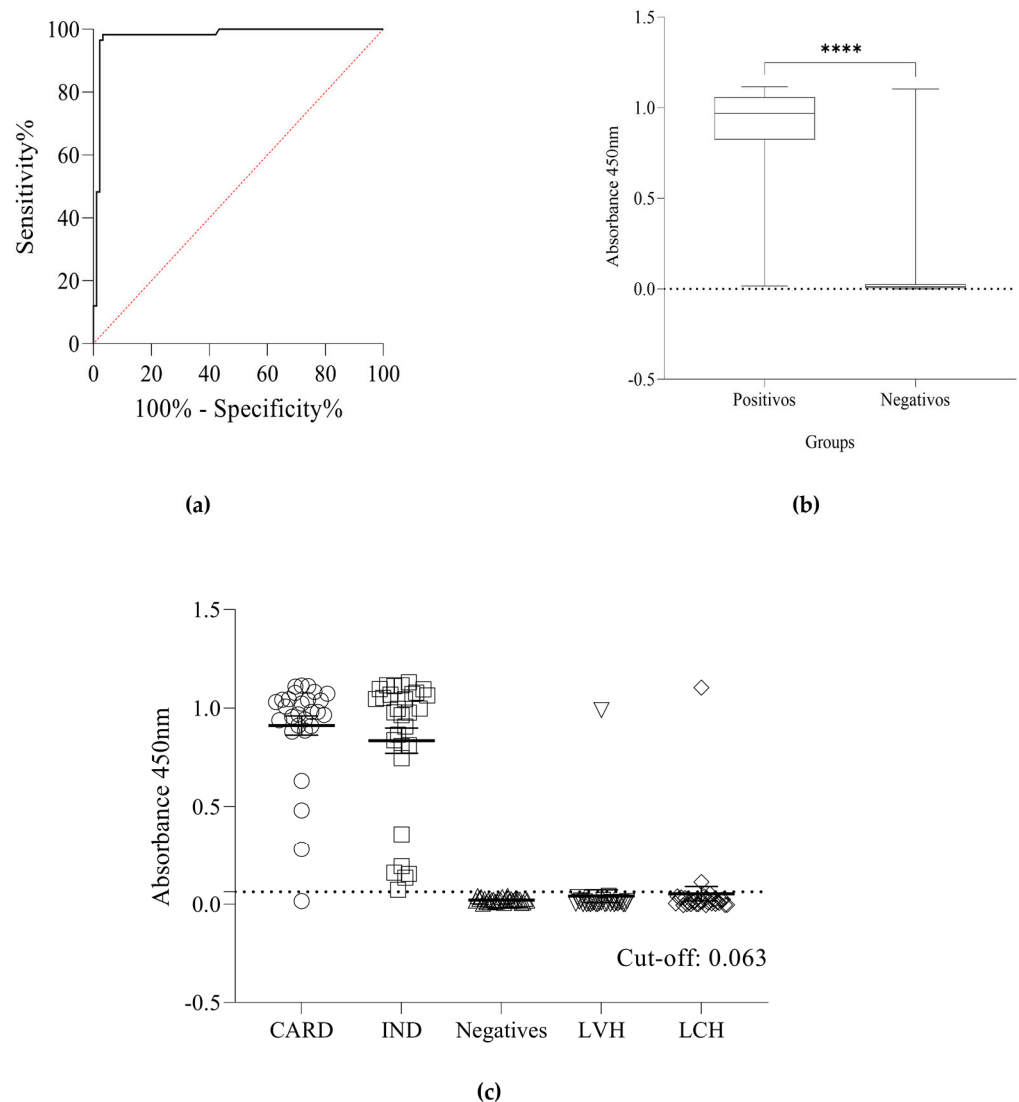 100
80
60
40
20
0
Sensitivity%
0 20 40 60 80 100
100% - Specificity%
(a)
1.5
1.0
0.5
0.0
-0.5
Absorbance 450nm
****
Positivos Negativos
Groups
(b)
1.5
1.0
0.5
0.0
-0.5
Absorbance 450nm
Cut-off: 0.063
CARD IND Negatives LVH LCH
(c)